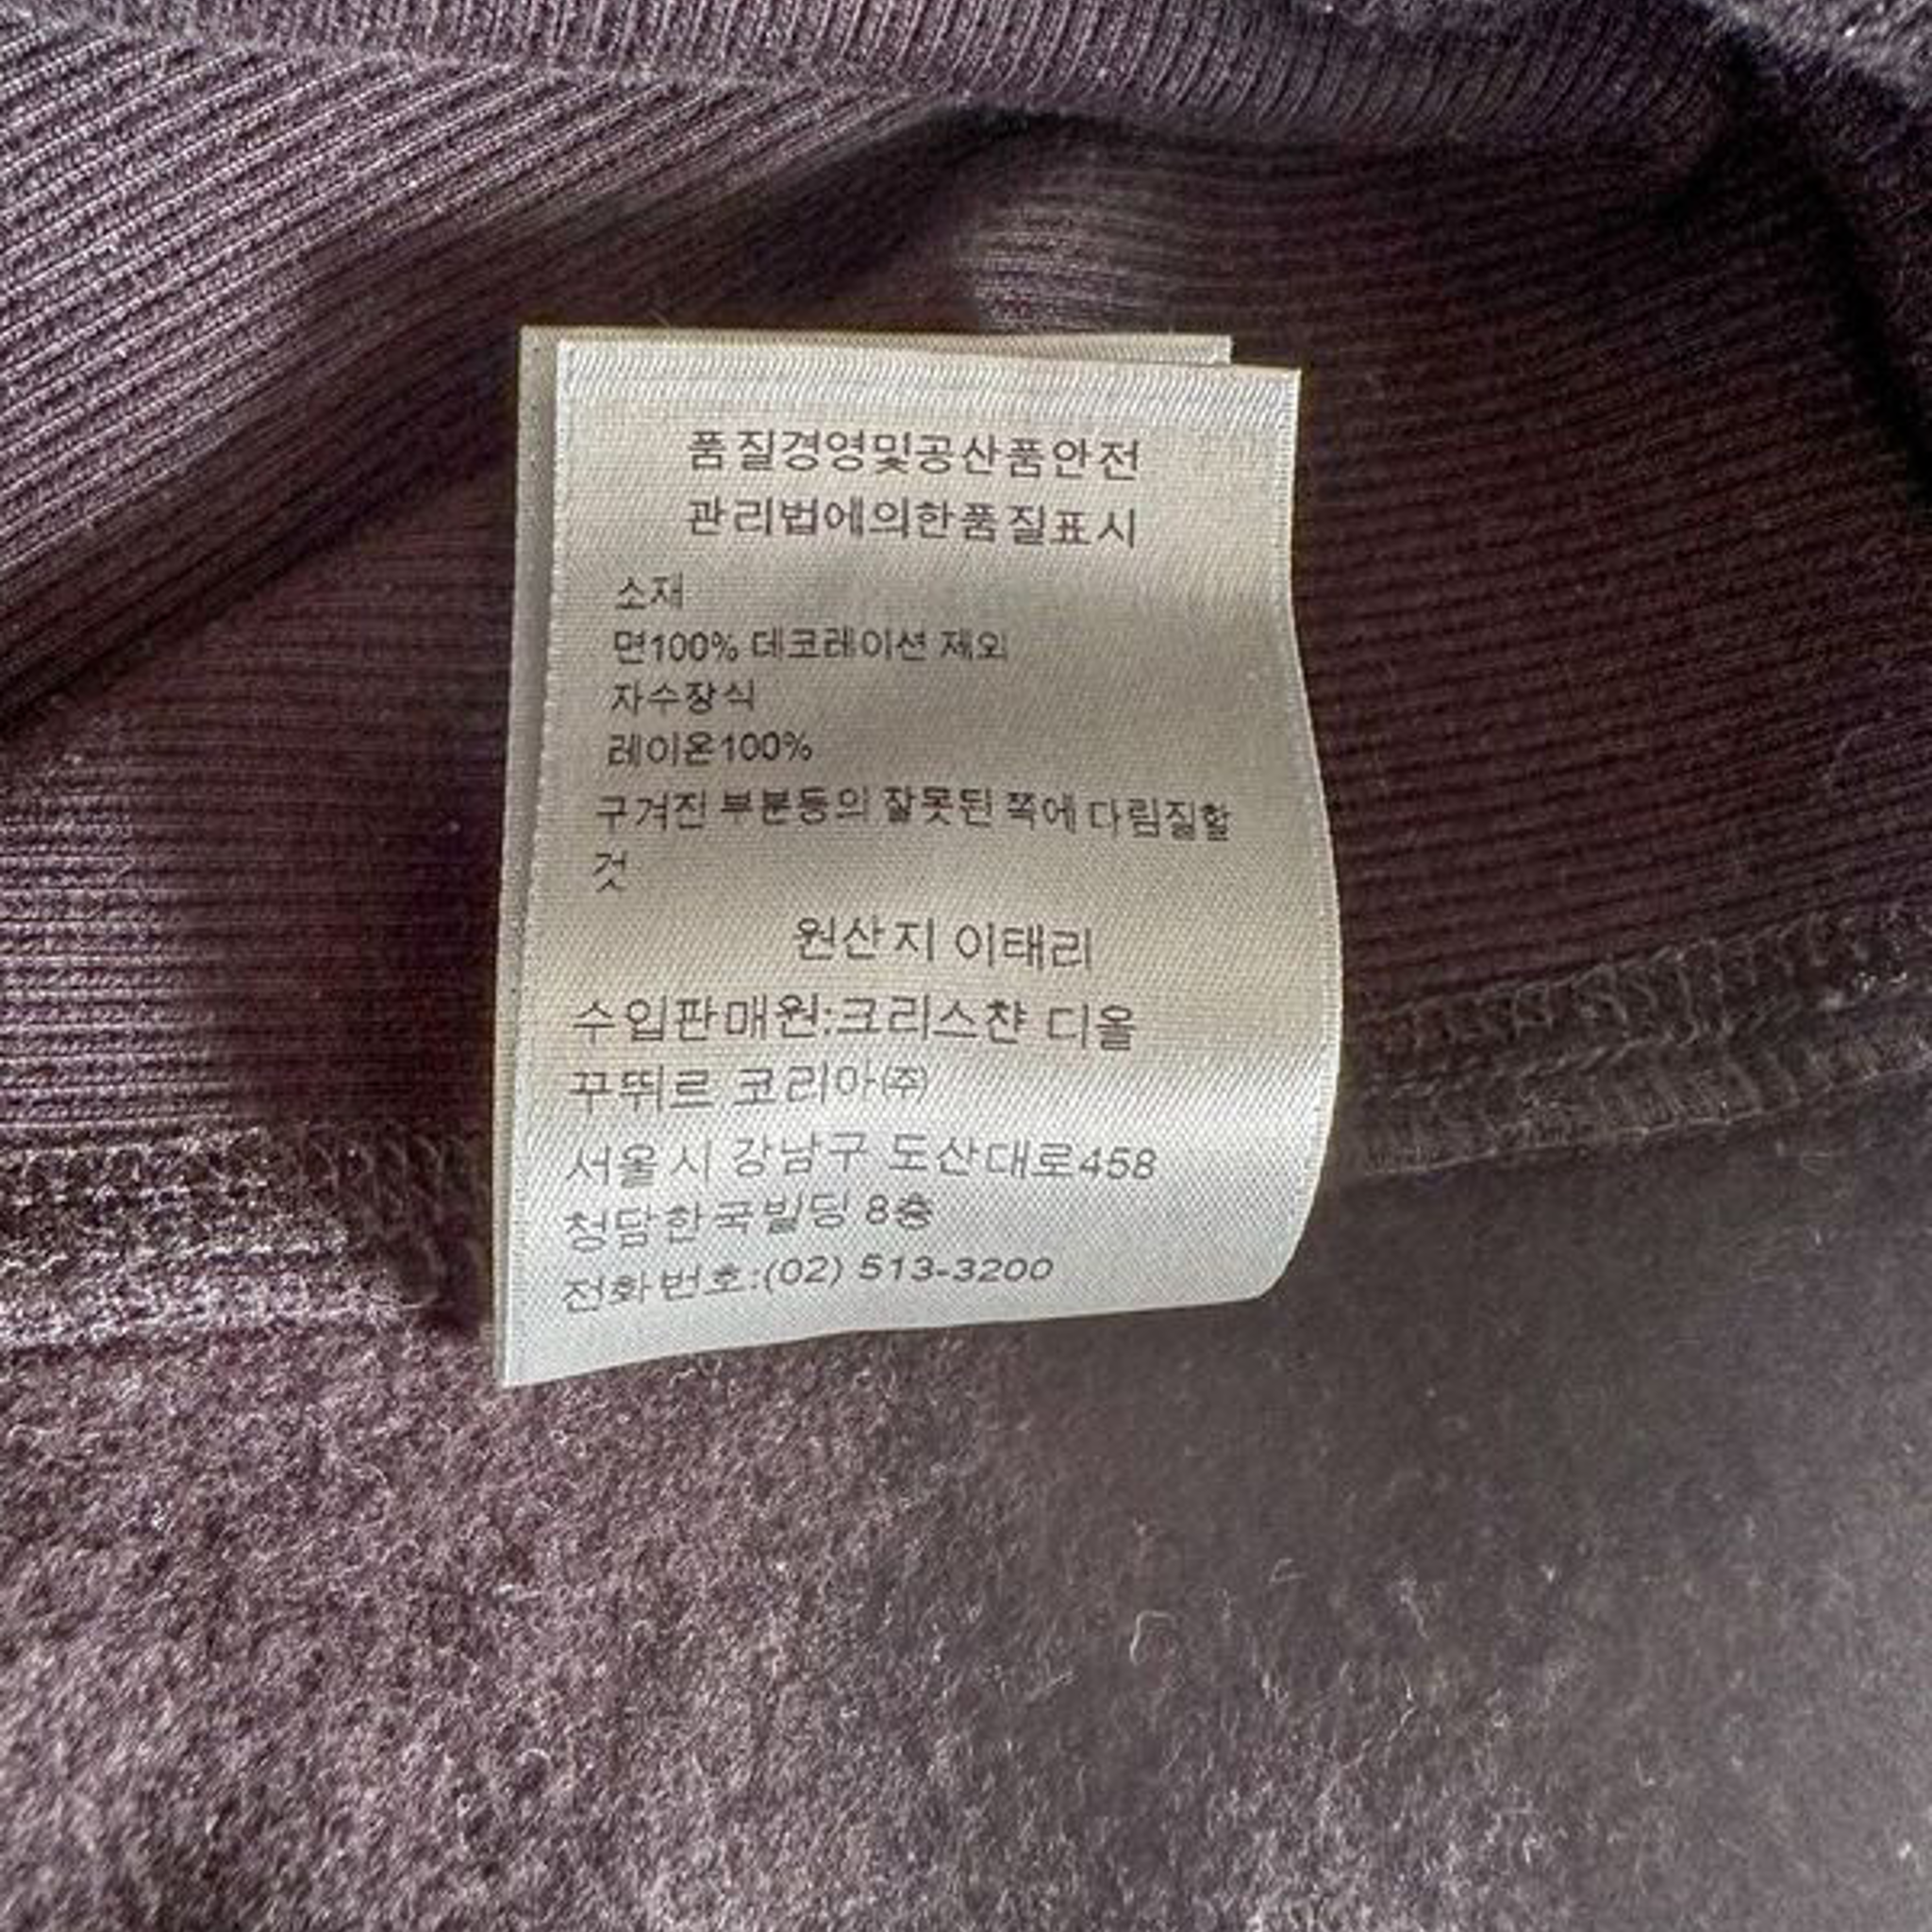 품질경영및공산품안전
관리법에의한품질표시
소재
면100% 데코레이션 제외
자수장식
레이온100%
구겨진 부분등의 잘못된 쪽에 다림질할
것
원산지 이태리
수입판매원:크리스챤 디올
꾸뛰르 코리아㈜
서울시 강남구 도산대로458
청담한국빌딩 8층
전화번호:(02) 513-3200